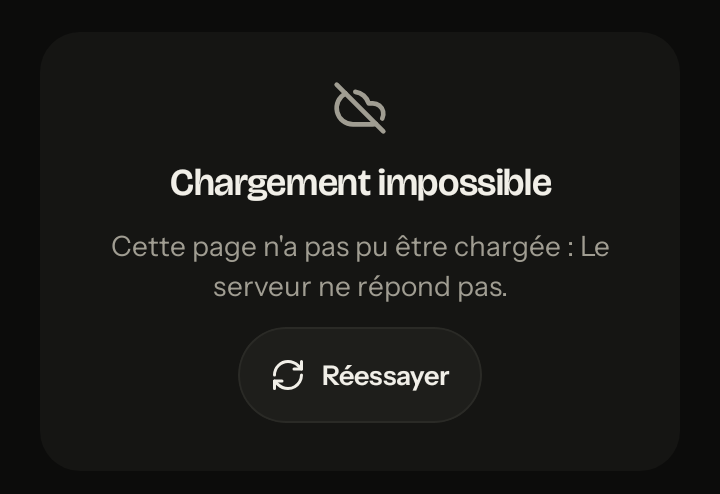 Chargement impossible
Cette page n'a pas pu être chargée : Le
serveur ne répond pas.
Réessayer